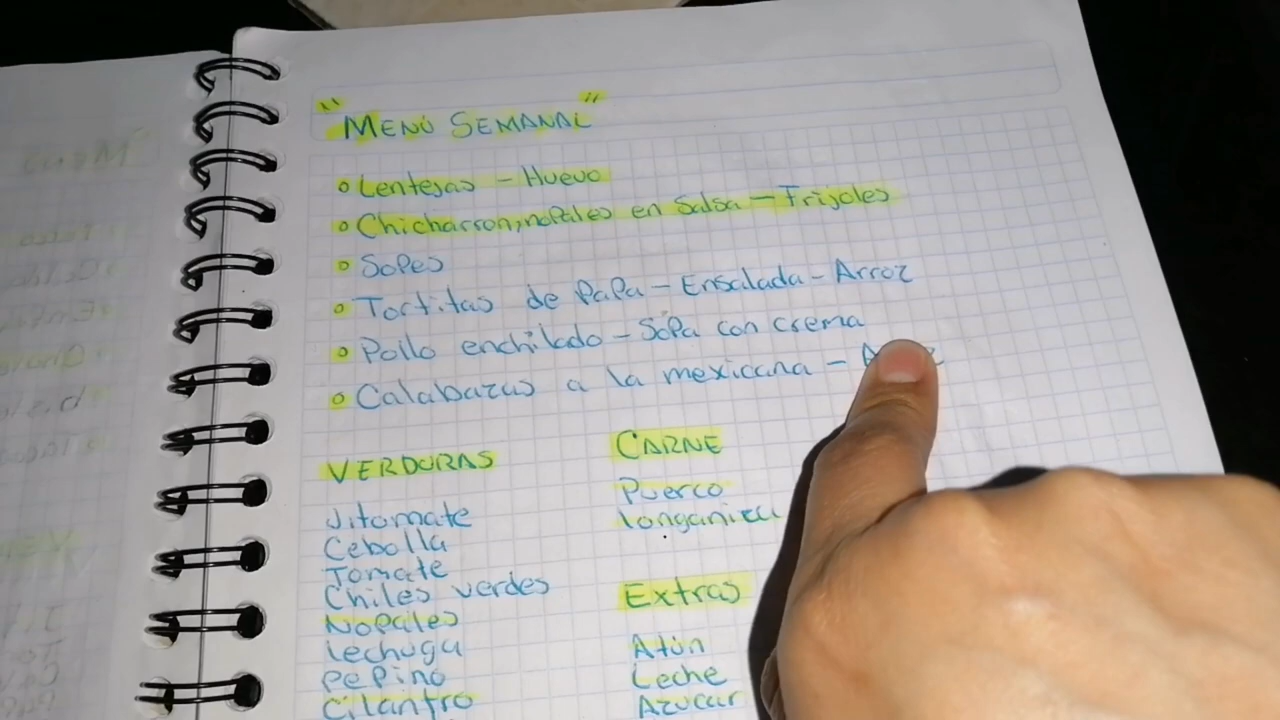 "MENÚ SEMANAL"
Lentejas - Huevo
Chicharron, nopales en Salsa - Frijoles
Sopes
Tortitas de Papa - Ensalada - Arroz
Pollo enchilado - Sopa con crema
Calabazas a la mexicana -
VERDURAS
Jitomate
Cebolla
Tomate
Chiles verdes
Nopales
Lechuga
Pepino
Cilantro
CARNE
Puerco
longaniza
Extras
Atún
Leche
Azucar